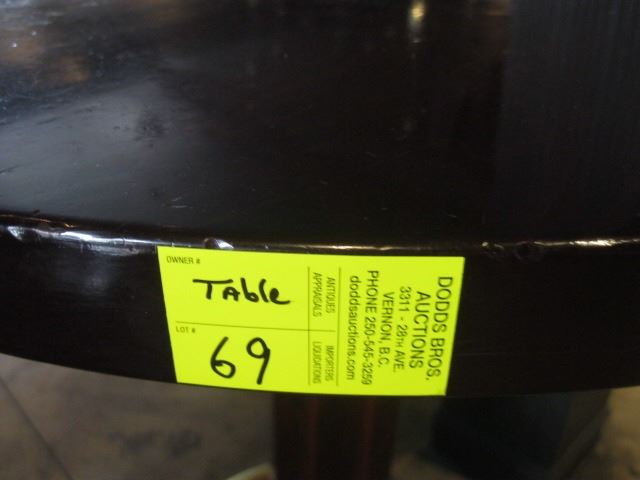 OWNER #
TAble
LOT #
69
ANTIQUES
APPRAISALS
IMPORTERS
LIQUIDATIONS
DODDS BROS.
AUCTIONS
3311 - 28TH AVE.
VERNON, B.C.
PHONE 250-545-3259
doddsauctions.com